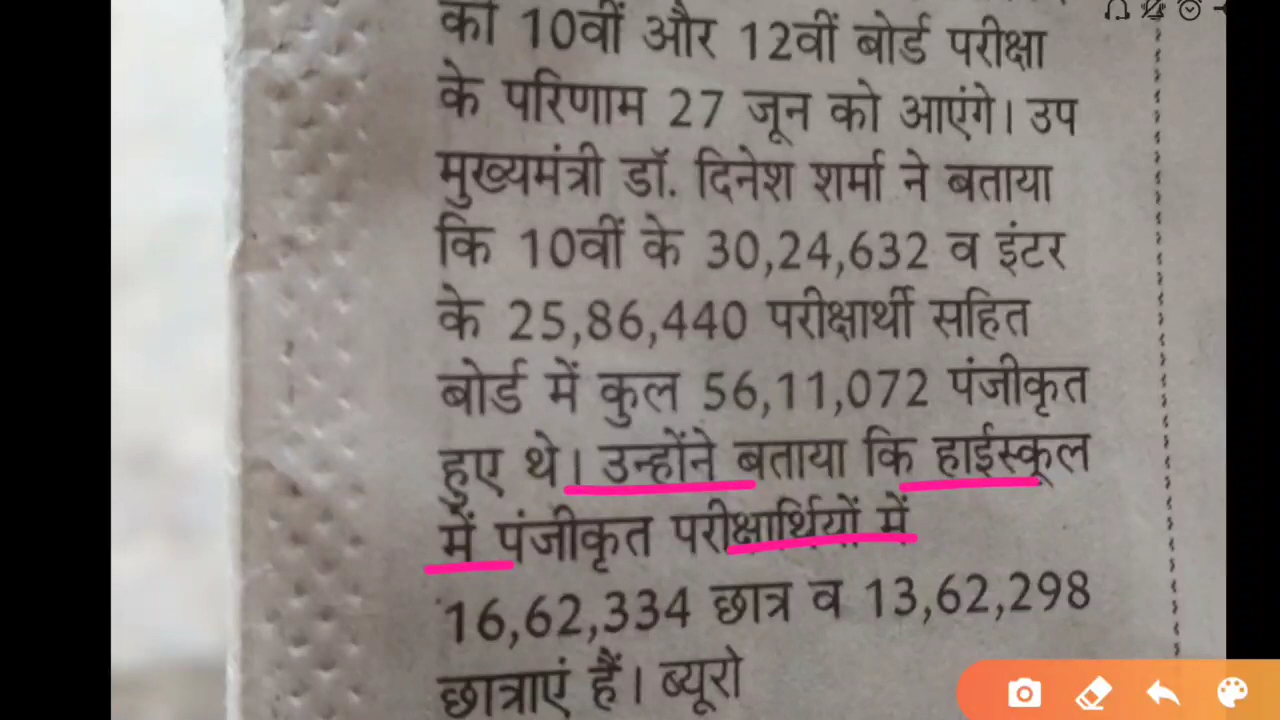 की 10वीं और 12वीं बोर्ड परीक्षा
के परिणाम 27 जून को आएंगे। उप
मुख्यमंत्री डॉ. दिनेश शर्मा ने बताया
कि 10वीं के 30,24,632 व इंटर
के 25,86,440 परीक्षार्थी सहित
बोर्ड में कुल 56,11,072 पंजीकृत
हुए थे। उन्होंने बताया कि हाईस्कूल
में पंजीकृत परीक्षार्थियों में
16,62,334 छात्र व 13,62,298
छात्राएं हैं। ब्यूरो